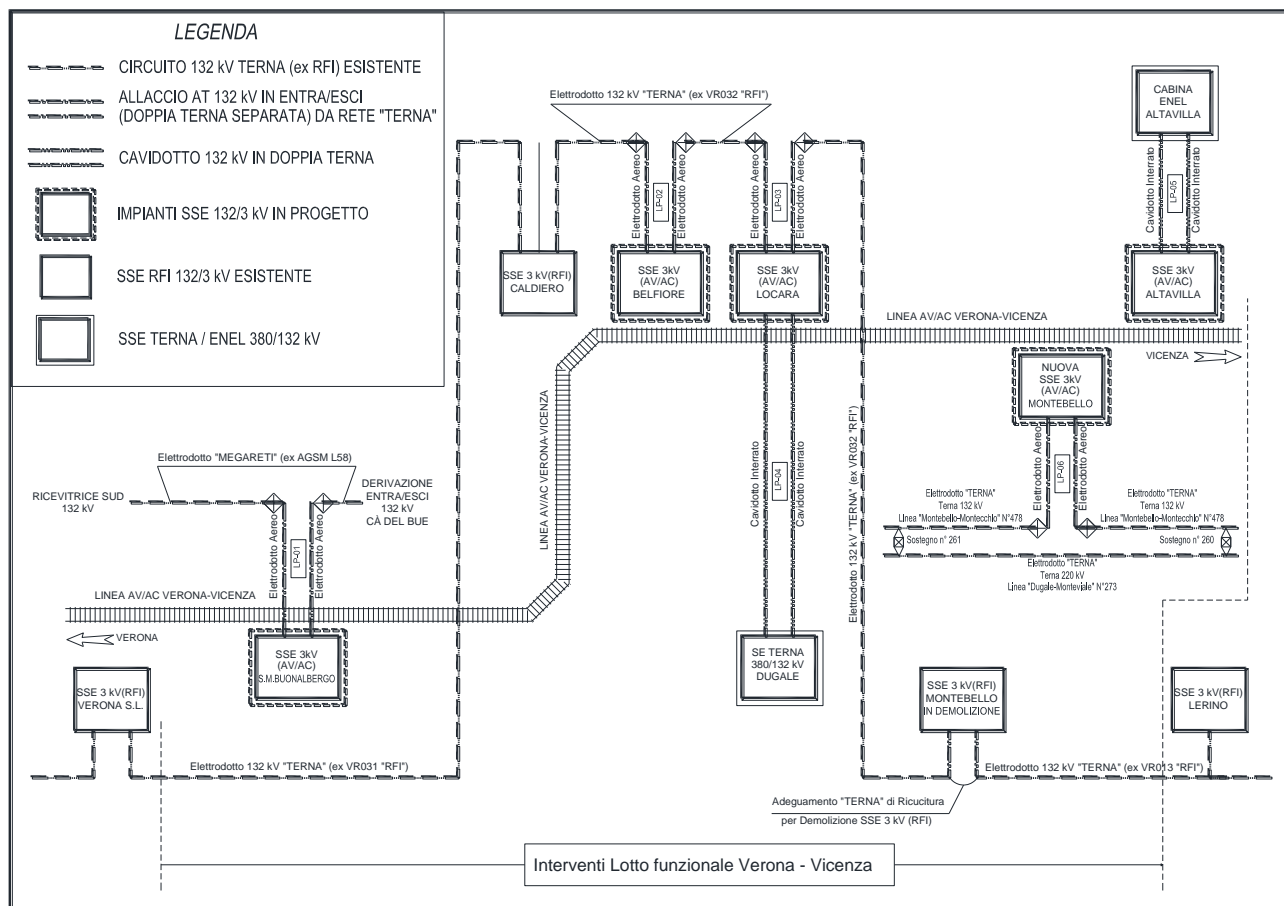 LEGENDA
CIRCUITO 132 kV TERNA (ex RFI) ESISTENTE
ALLACCIO AT 132 kV IN ENTRA/ESCI
(DOPPIA TERNA SEPARATA) DA RETE "TERNA"
CAVIDOTTO 132 kV IN DOPPIA TERNA
IMPIANTI SSE 132/3 kV IN PROGETTO
SSE RFI 132/3 kV ESISTENTE
SSE TERNA / ENEL 380/132 kV
Elettrodotto 132 kV "TERNA" (ex VR032 "RFI")
CABINA
ENEL
ALTAVILLA
Elettrodotto Aereo
LP-02
Elettrodotto Aereo
Elettrodotto Aereo
LP-03
Elettrodotto Aereo
Cavidotto Interrato
LP-05
Cavidotto Interrato
SSE 3 kV(RFI)
CALDIERO
SSE 3kV
(AV/AC)
BELFIORE
SSE 3kV
(AV/AC)
LOCARA
SSE 3kV
(AV/AC)
ALTAVILLA
LINEA AV/AC VERONA-VICENZA
VICENZA
NUOVA
SSE 3kV
(AV/AC)
MONTEBELLO
LINEA AV/AC VERONA-VICENZA
Elettrodotto 132 kV "TERNA" (ex VR032 "RFI")
Cavidotto Interrato
LP-04
Cavidotto Interrato
Elettrodotto Aereo
LP-06
Elettrodotto Aereo
Elettrodotto "MEGARETI" (ex AGSM L58)
RICEVITRICE SUD
132 kV
DERIVAZIONE
ENTRA/ESCI
132 kV
CÀ DEL BUE
Elettrodotto "TERNA"
Terna 132 kV
Linea "Montebello-Montecchio" N°478
Elettrodotto "TERNA"
Terna 132 kV
Linea "Montebello-Montecchio" N°478
Sostegno n° 261
Sostegno n° 260
Elettrodotto "TERNA"
Terna 220 kV
Linea "Dugale-Monteviale" N°273
Elettrodotto Aereo
LP-01
Elettrodotto Aereo
LINEA AV/AC VERONA-VICENZA
VERONA
SSE 3kV
(AV/AC)
S.M.BUONALBERGO
SE TERNA
380/132 kV
DUGALE
SSE 3 kV(RFI)
VERONA S.L.
SSE 3 kV(RFI)
MONTEBELLO
IN DEMOLIZIONE
SSE 3 kV(RFI)
LERINO
Elettrodotto 132 kV "TERNA" (ex VR031 "RFI")
Elettrodotto 132 kV "TERNA" (ex VR013 "RFI")
Adeguamento "TERNA" di Ricucitura
per Demolizione SSE 3 kV (RFI)
Interventi Lotto funzionale Verona - Vicenza